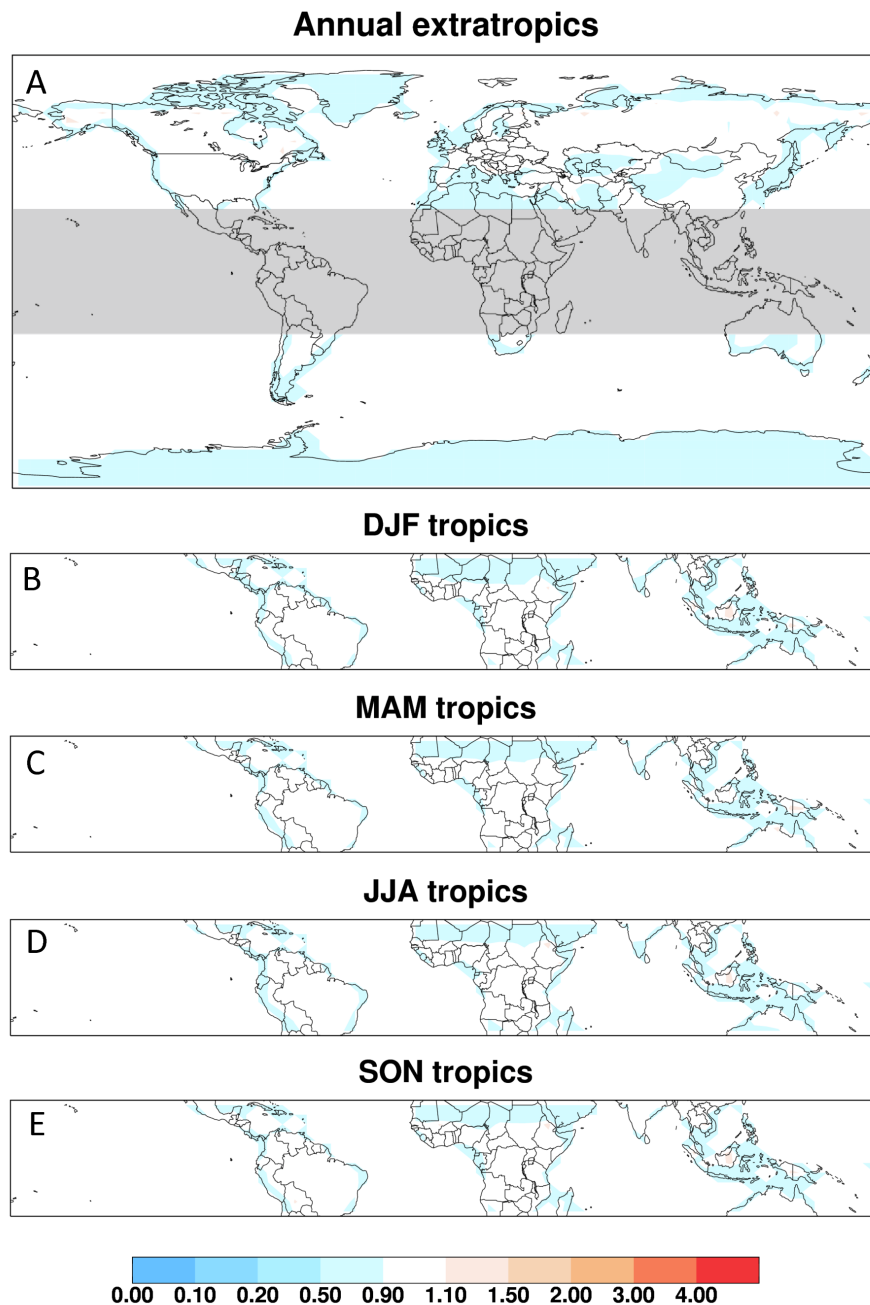 Annual extratropics
A
DJF tropics
B
MAM tropics
C
JJA tropics
D
SON tropics
E
0.00 0.10 0.20 0.50 0.90 1.10 1.50 2.00 3.00 4.00